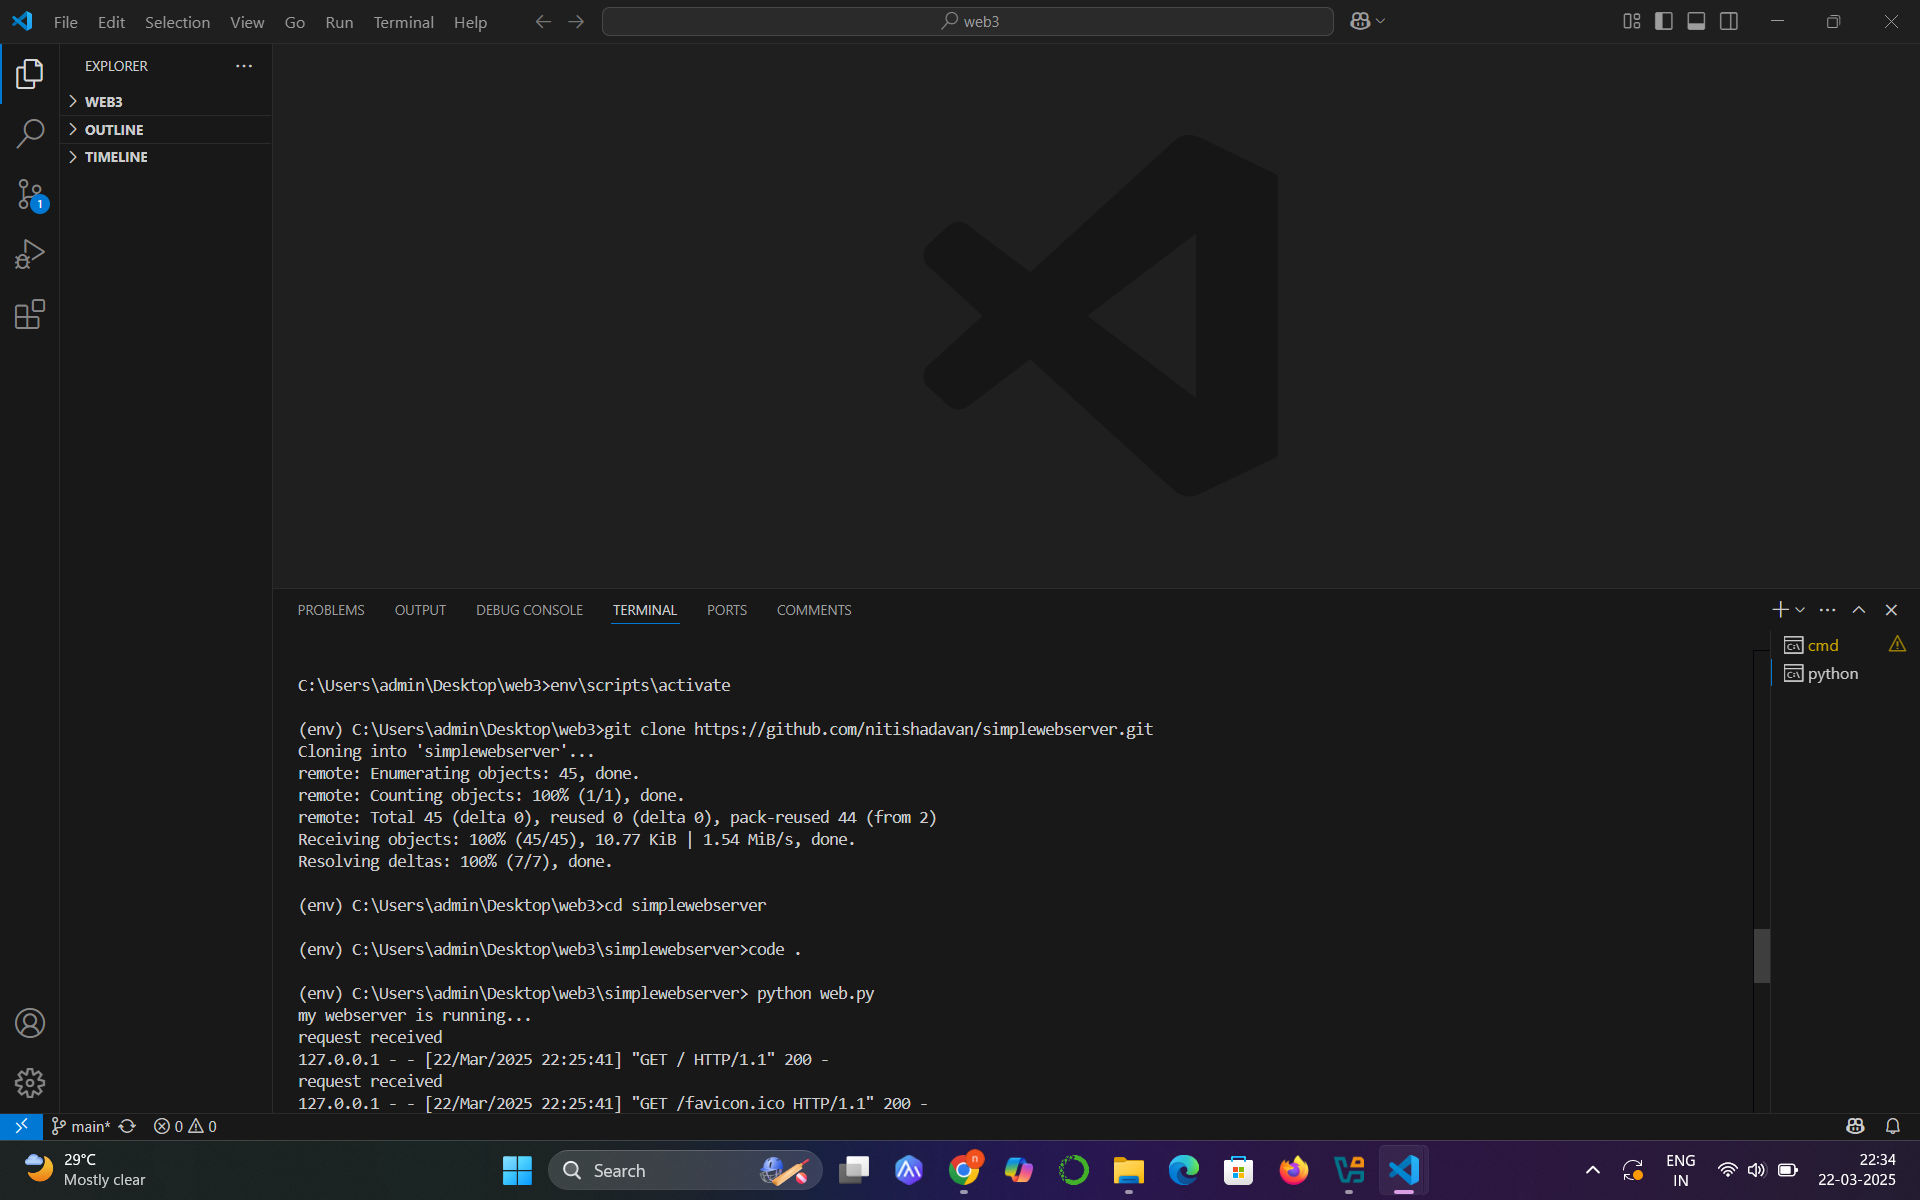 File Edit Selection View Go Run Terminal Help
web3
EXPLORER
WEB3
OUTLINE
TIMELINE
1
PROBLEMS OUTPUT DEBUG CONSOLE TERMINAL PORTS COMMENTS
cmd
python
C:\Users\admin\Desktop\web3>env\scripts\activate
(env) C:\Users\admin\Desktop\web3>git clone https://github.com/nitishadavan/simplewebserver.git
Cloning into 'simplewebserver'...
remote: Enumerating objects: 45, done.
remote: Counting objects: 100% (1/1), done.
remote: Total 45 (delta 0), reused 0 (delta 0), pack-reused 44 (from 2)
Receiving objects: 100% (45/45), 10.77 KiB | 1.54 MiB/s, done.
Resolving deltas: 100% (7/7), done.
(env) C:\Users\admin\Desktop\web3>cd simplewebserver
(env) C:\Users\admin\Desktop\web3\simplewebserver>code .
(env) C:\Users\admin\Desktop\web3\simplewebserver> python web.py
my webserver is running...
request received
127.0.0.1 - - [22/Mar/2025 22:25:41] "GET / HTTP/1.1" 200 -
request received
127.0.0.1 - - [22/Mar/2025 22:25:41] "GET /favicon.ico HTTP/1.1" 200 -
main* 0 0
29°C
Mostly clear
Search
n
ENG
IN
22:34
22-03-2025